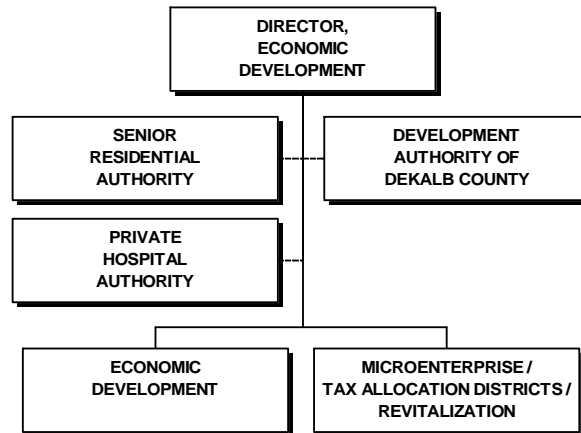 DIRECTOR,
ECONOMIC
DEVELOPMENT
SENIOR
RESIDENTIAL
AUTHORITY
DEVELOPMENT
AUTHORITY OF
DEKALB COUNTY
PRIVATE
HOSPITAL
AUTHORITY
ECONOMIC
DEVELOPMENT
MICROENTERPRISE /
TAX ALLOCATION DISTRICTS /
REVITALIZATION